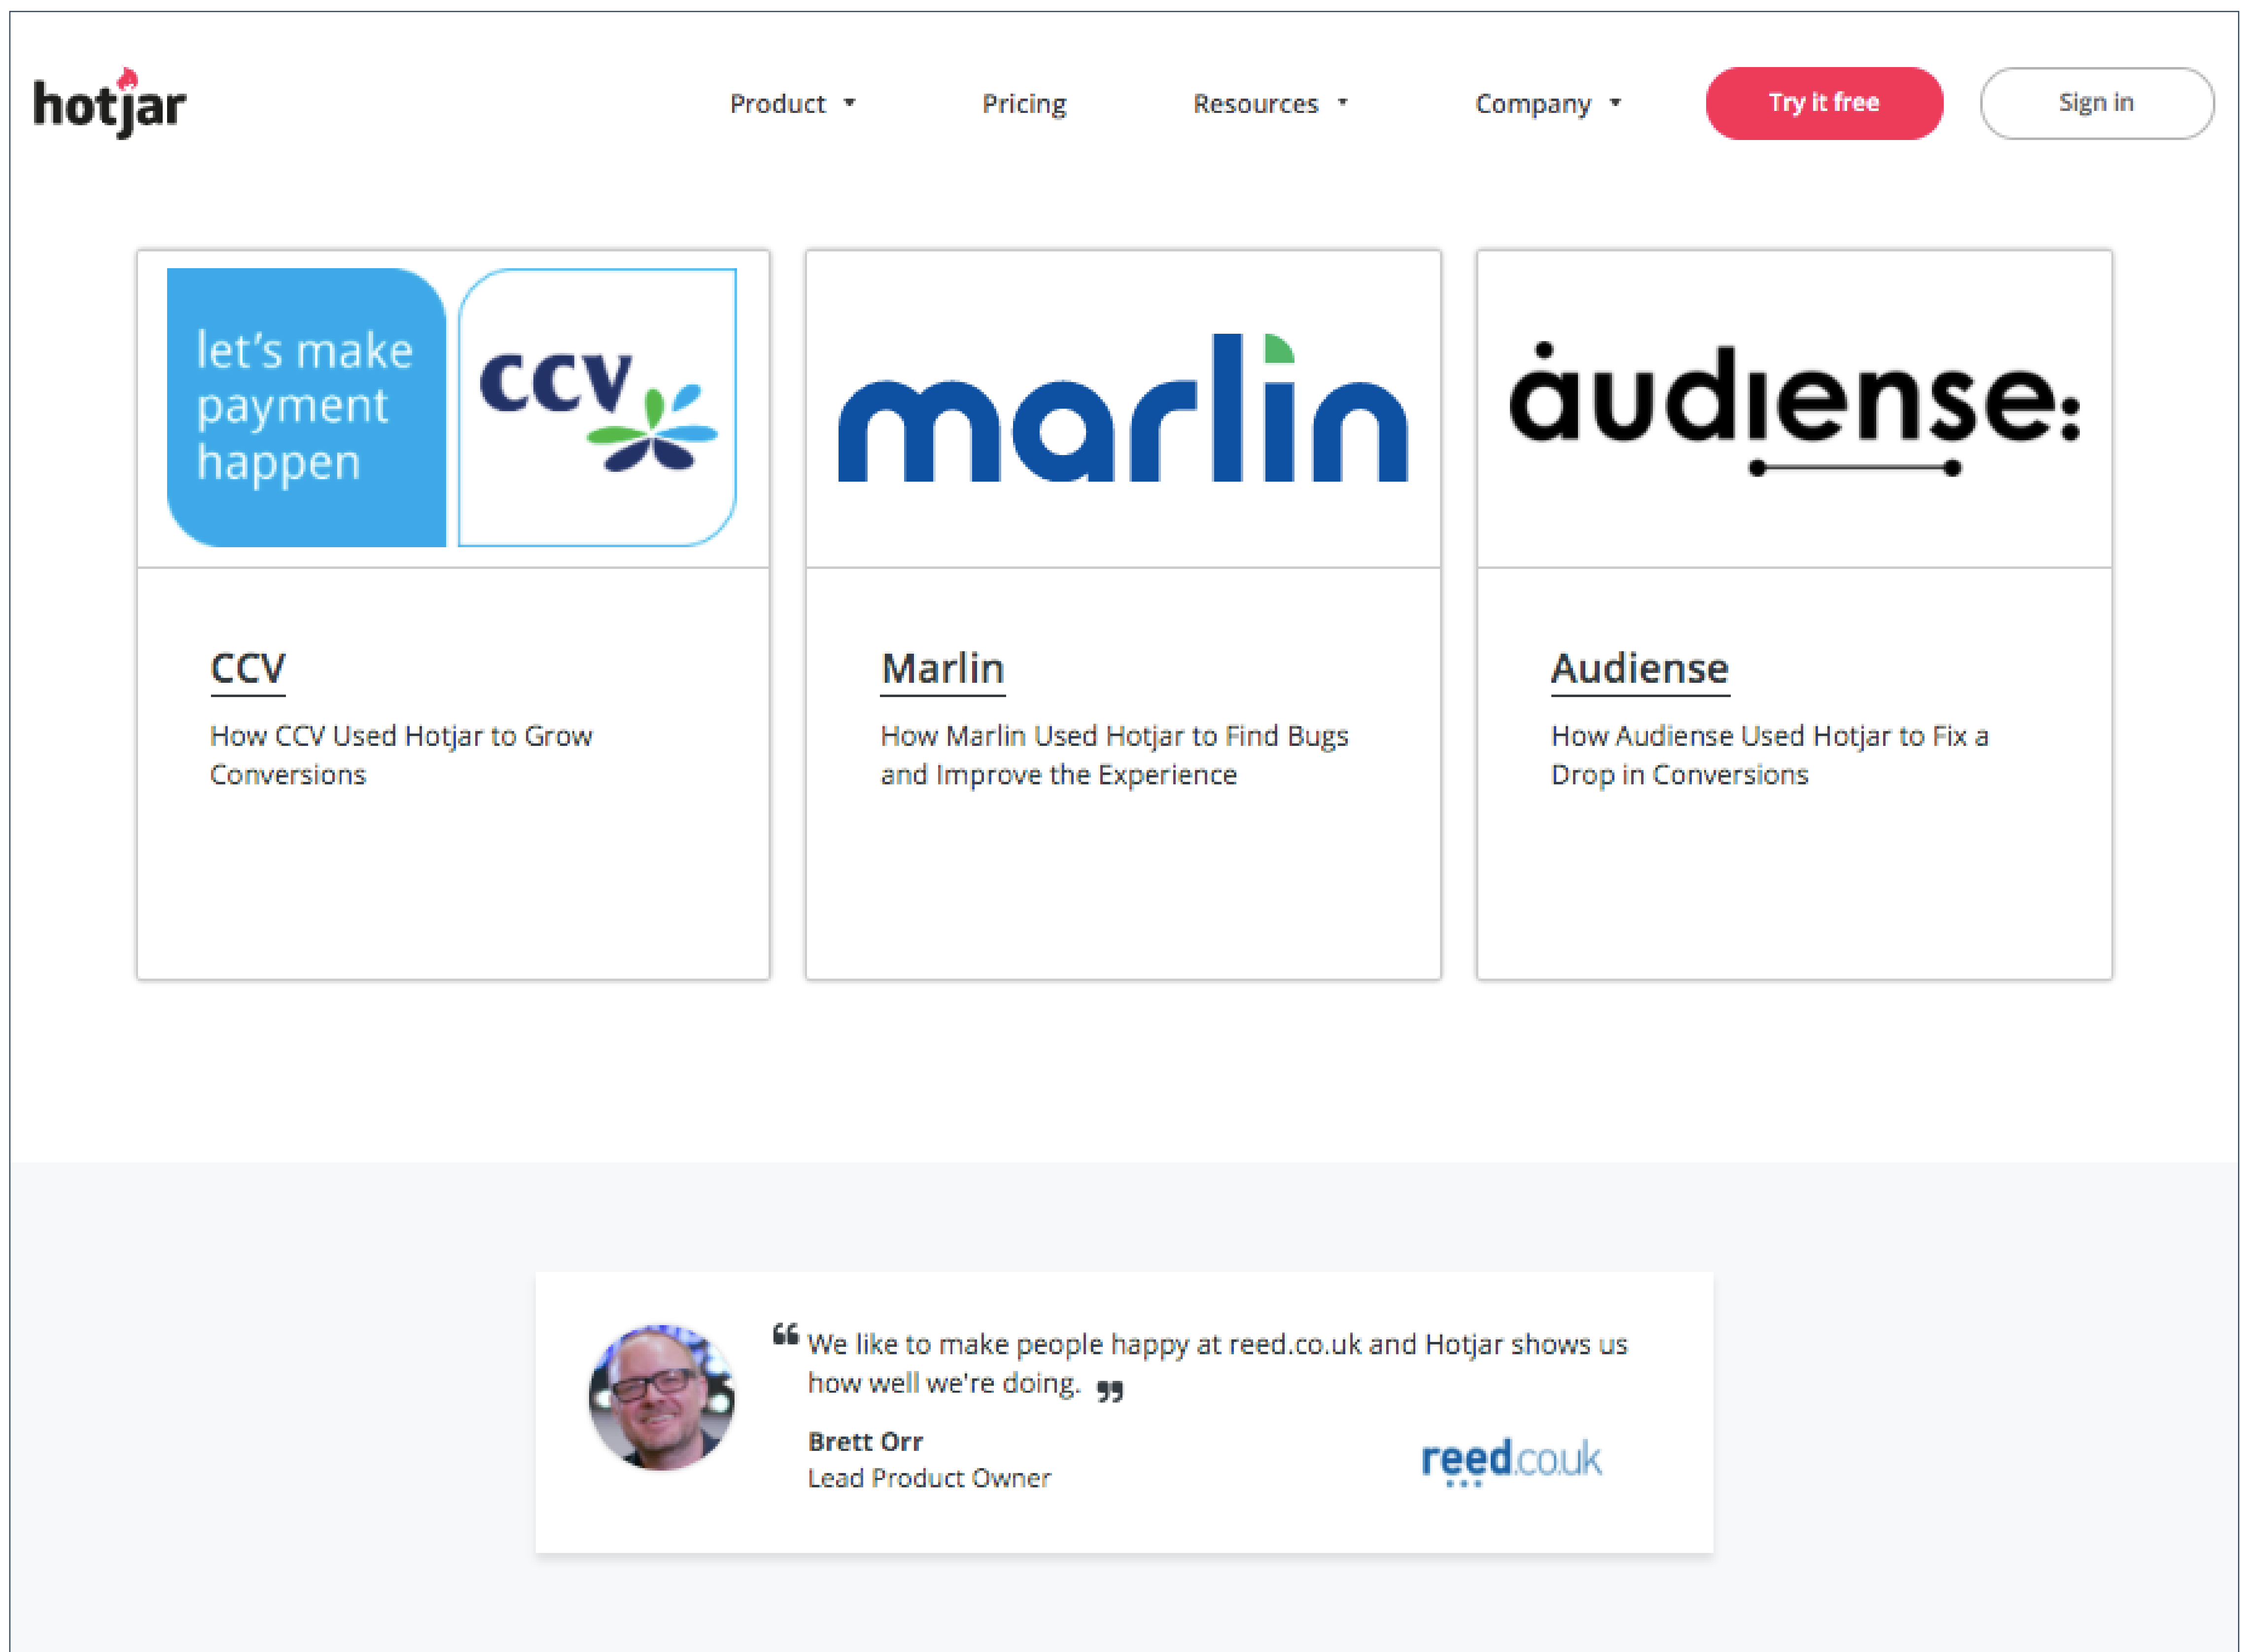 hotjar
Product
Pricing
Resources
Company
Try it free
Sign in
let's make
payment
happen
ccv
marlin
audiense:
CCV
How CCV Used Hotjar to Grow
Conversions
Marlin
How Marlin Used Hotjar to Find Bugs
and Improve the Experience
Audiense
How Audiense Used Hotjar to Fix a
Drop in Conversions
“ We like to make people happy at reed.co.uk and Hotjar shows us
how well we're doing. ”
Brett Orr
Lead Product Owner
reed.co.uk